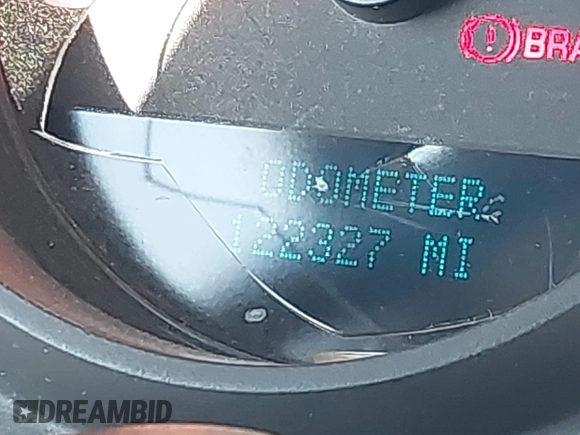 BRA
ODOMETER
122327 MI
DREAMBID